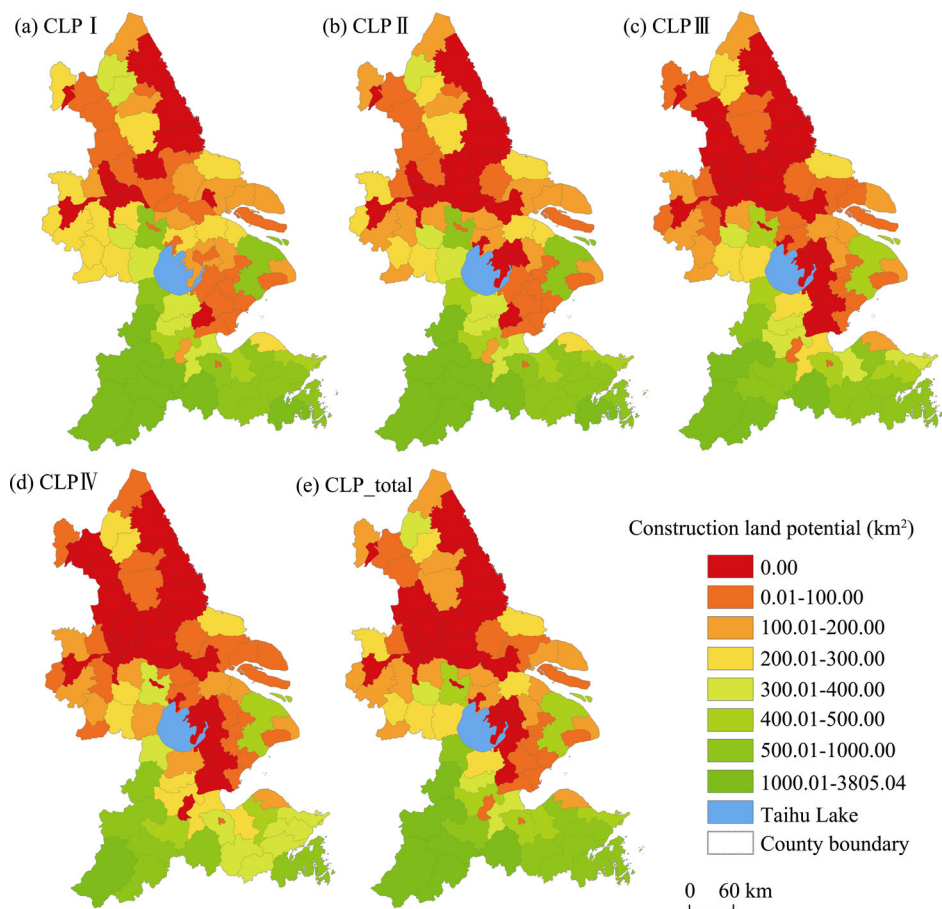 (a) CLP Ⅰ
(b) CLP Ⅱ
(c) CLP Ⅲ
(d) CLP Ⅳ
(e) CLP_total
Construction land potential (km²)
0.00
0.01-100.00
100.01-200.00
200.01-300.00
300.01-400.00
400.01-500.00
500.01-1000.00
1000.01-3805.04
Taihu Lake
County boundary
0 60 km